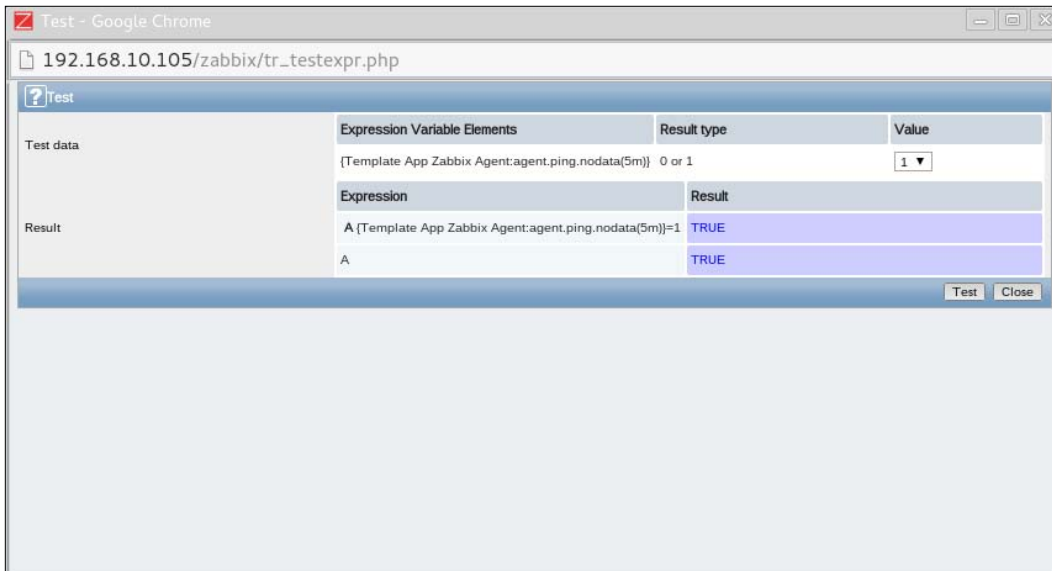 Test - Google Chrome
192.168.10.105/zabbix/tr_testexpr.php
?Test
Test data
Expression Variable Elements Result type Value
{Template App Zabbix Agent:agent.ping.nodata(5m)} 0 or 1 1
Result
Expression Result
A {Template App Zabbix Agent:agent.ping.nodata(5m)}=1 TRUE
A TRUE
Test Close